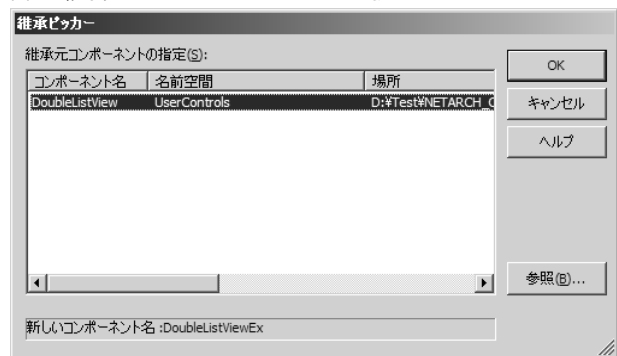 継承ピッカー
継承元コンポーネントの指定(S):
コンポーネント名 名前空間 場所
DoubleListView UserControls D:¥Test¥NETARCH_C
OK
キャンセル
ヘルプ
参照(B)...
新しいコンポーネント名 :DoubleListViewEx